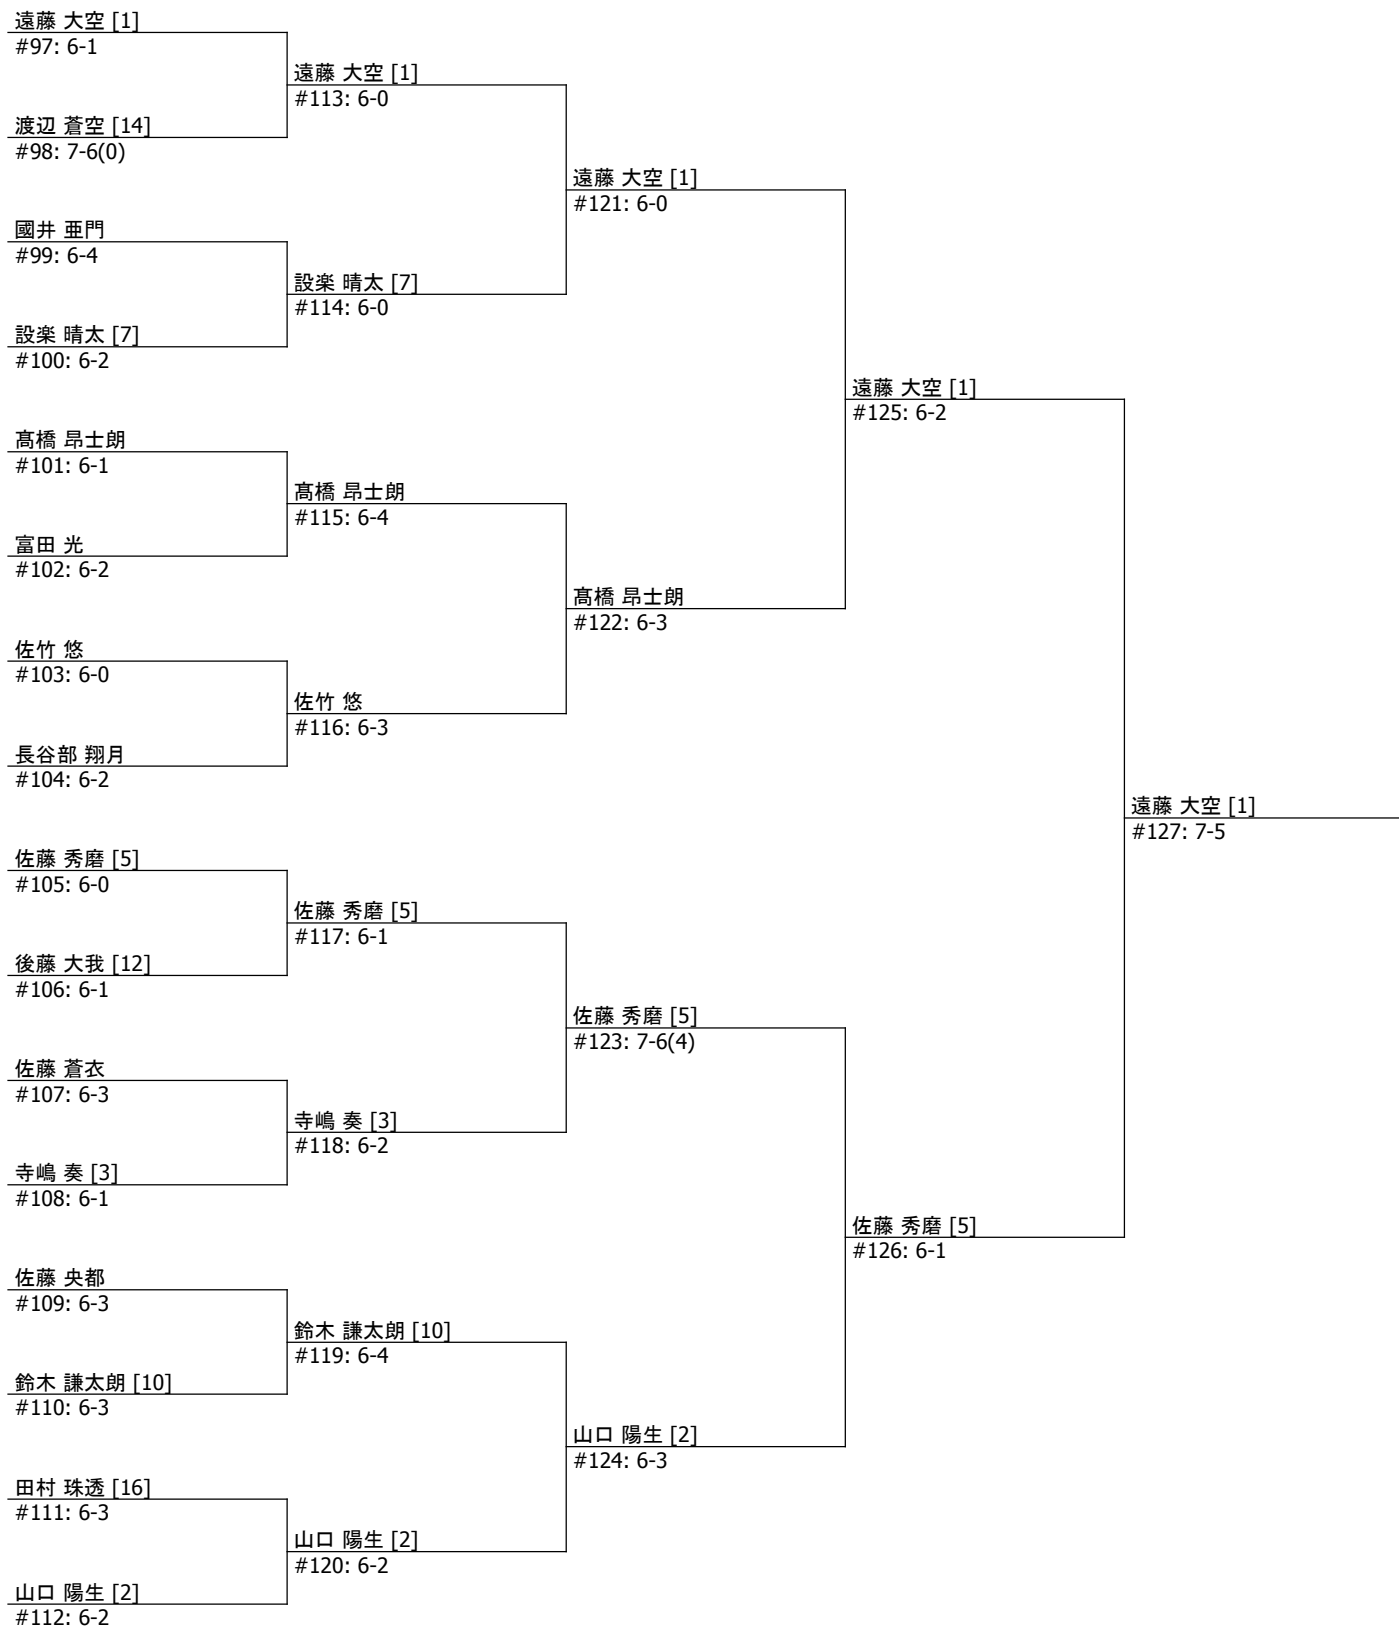 遠藤 大空 [1]
#97: 6-1
渡辺 蒼空 [14]
#98: 7-6(0)
國井 亜門
#99: 6-4
設楽 晴太 [7]
#100: 6-2
髙橋 昂士朗
#101: 6-1
富田 光
#102: 6-2
佐竹 悠
#103: 6-0
長谷部 翔月
#104: 6-2
佐藤 秀磨 [5]
#105: 6-0
後藤 大我 [12]
#106: 6-1
佐藤 蒼衣
#107: 6-3
寺嶋 奏 [3]
#108: 6-1
佐藤 央都
#109: 6-3
鈴木 謙太朗 [10]
#110: 6-3
田村 珠透 [16]
#111: 6-3
山口 陽生 [2]
#112: 6-2
遠藤 大空 [1]
#113: 6-0
設楽 晴太 [7]
#114: 6-0
髙橋 昂士朗
#115: 6-4
佐竹 悠
#116: 6-3
佐藤 秀磨 [5]
#117: 6-1
寺嶋 奏 [3]
#118: 6-2
鈴木 謙太朗 [10]
#119: 6-4
山口 陽生 [2]
#120: 6-2
遠藤 大空 [1]
#121: 6-0
髙橋 昂士朗
#122: 6-3
佐藤 秀磨 [5]
#123: 7-6(4)
山口 陽生 [2]
#124: 6-3
遠藤 大空 [1]
#125: 6-2
佐藤 秀磨 [5]
#126: 6-1
遠藤 大空 [1]
#127: 7-5